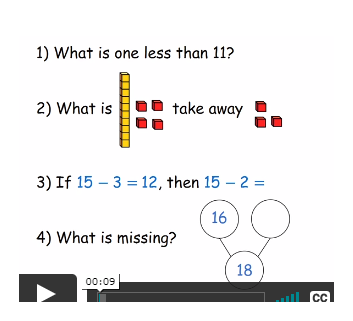 1) What is one less than 11?
2) What is take away
3) If 15 – 3 = 12, then 15 – 2 =
16
4) What is missing?
18
00:09
CC